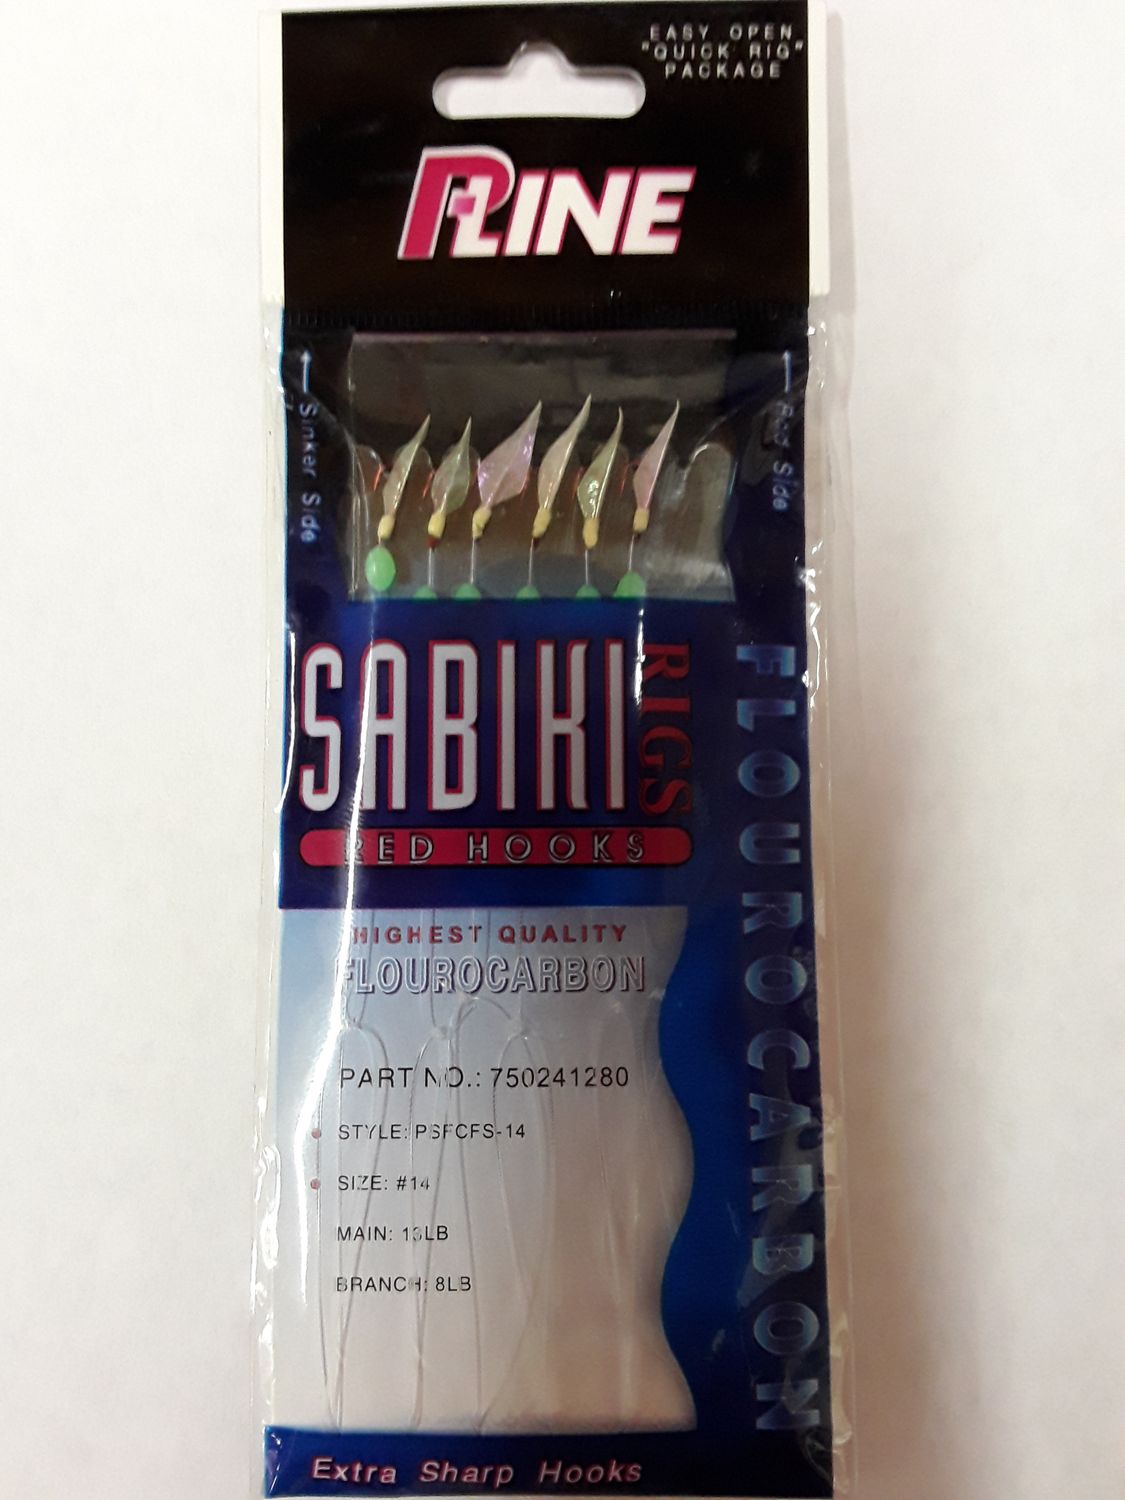 EASY OPEN
"QUICK RIG"
PACKAGE
P-LINE
Sinker Side
Rod Side
SABIKI
RIGS
RED HOOKS
FLOUROCARBON
HIGHEST QUALITY
FLOUROCARBON
PART NO.: 750241280
STYLE: PSFCFS-14
SIZE: #14
MAIN: 13LB
BRANCH: 8LB
Extra Sharp Hooks